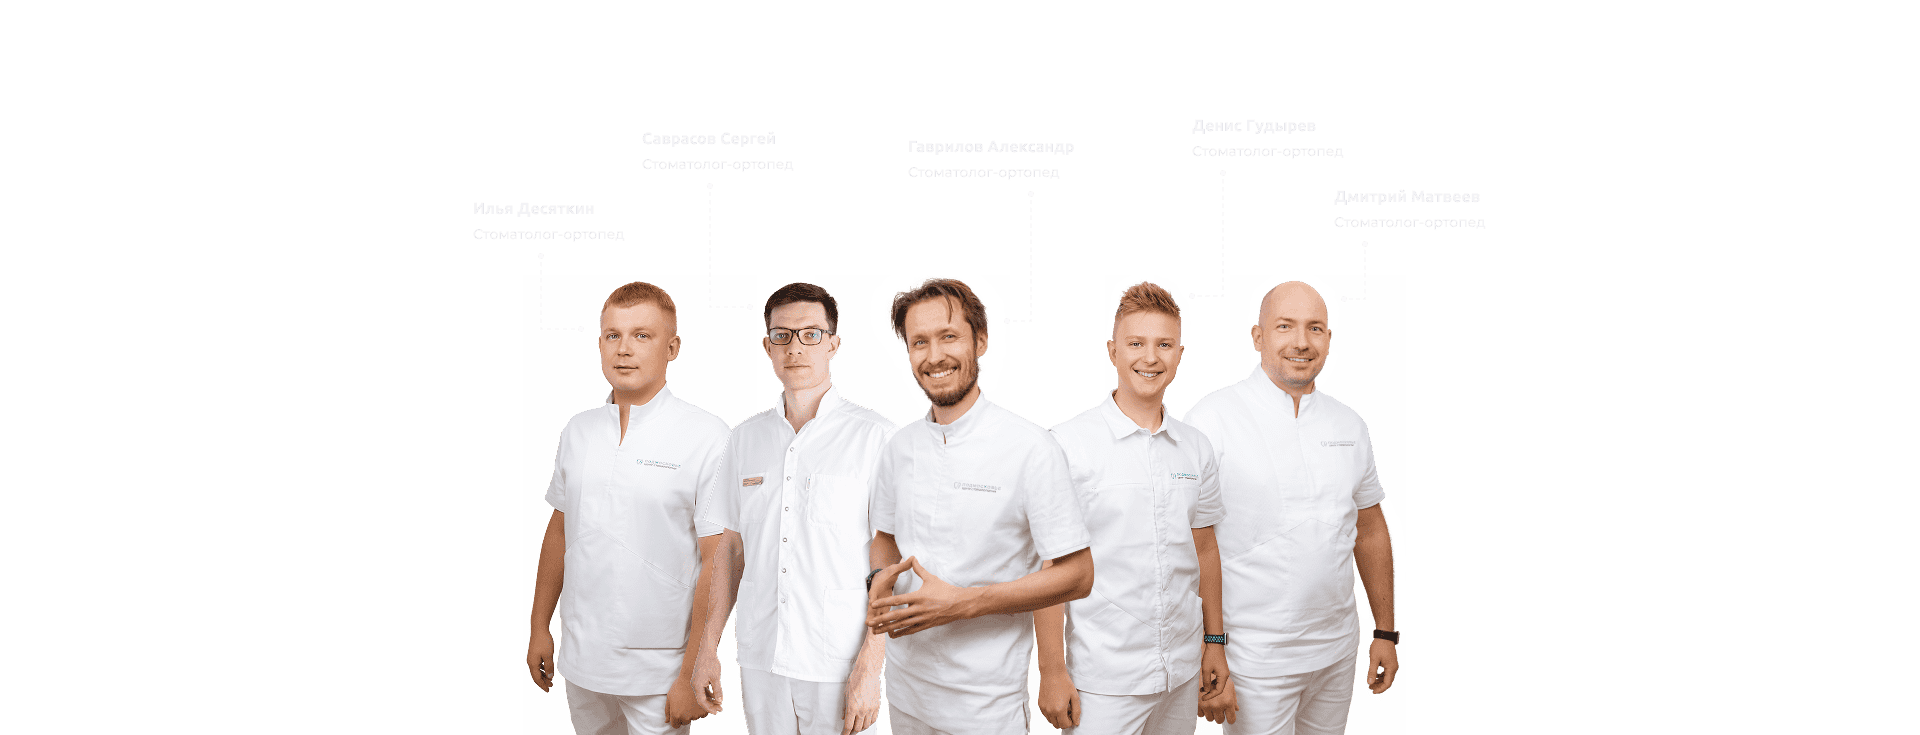 Саврасов Сергей
Стоматолог-ортопед
Гаврилов Александр
Стоматолог-ортопед
Денис Гудырев
Стоматолог-ортопед
Илья Десяткин
Стоматолог-ортопед
Дмитрий Матвеев
Стоматолог-ортопед